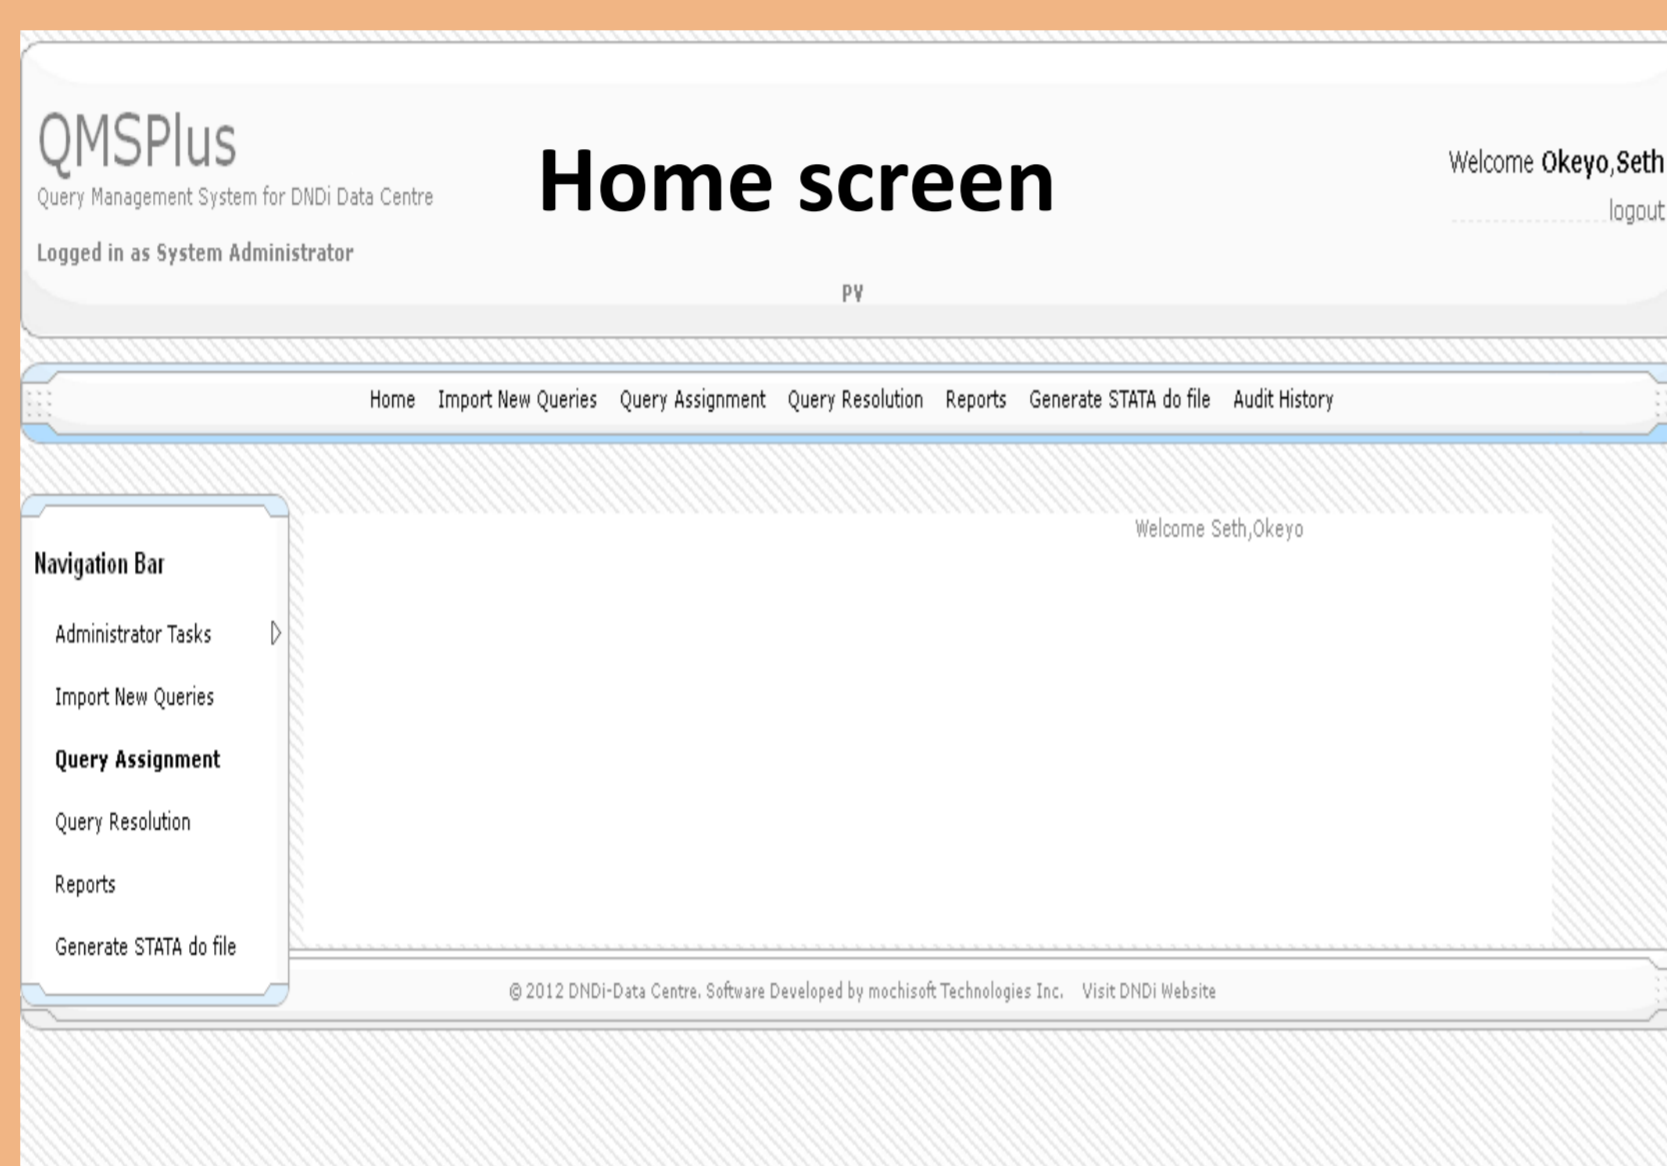 QMSPlus
Query Management System for DNDi Data Centre
Logged in as System Administrator
Home screen
Welcome Okeyo,Seth
logout
PV
Home Import New Queries Query Assignment Query Resolution Reports Generate STATA do file Audit History
Navigation Bar
Administrator Tasks
Import New Queries
Query Assignment
Query Resolution
Reports
Generate STATA do file
Welcome Seth,Okeyo
© 2012 DNDi-Data Centre. Software Developed by mochisoft Technologies Inc. Visit DNDi Website